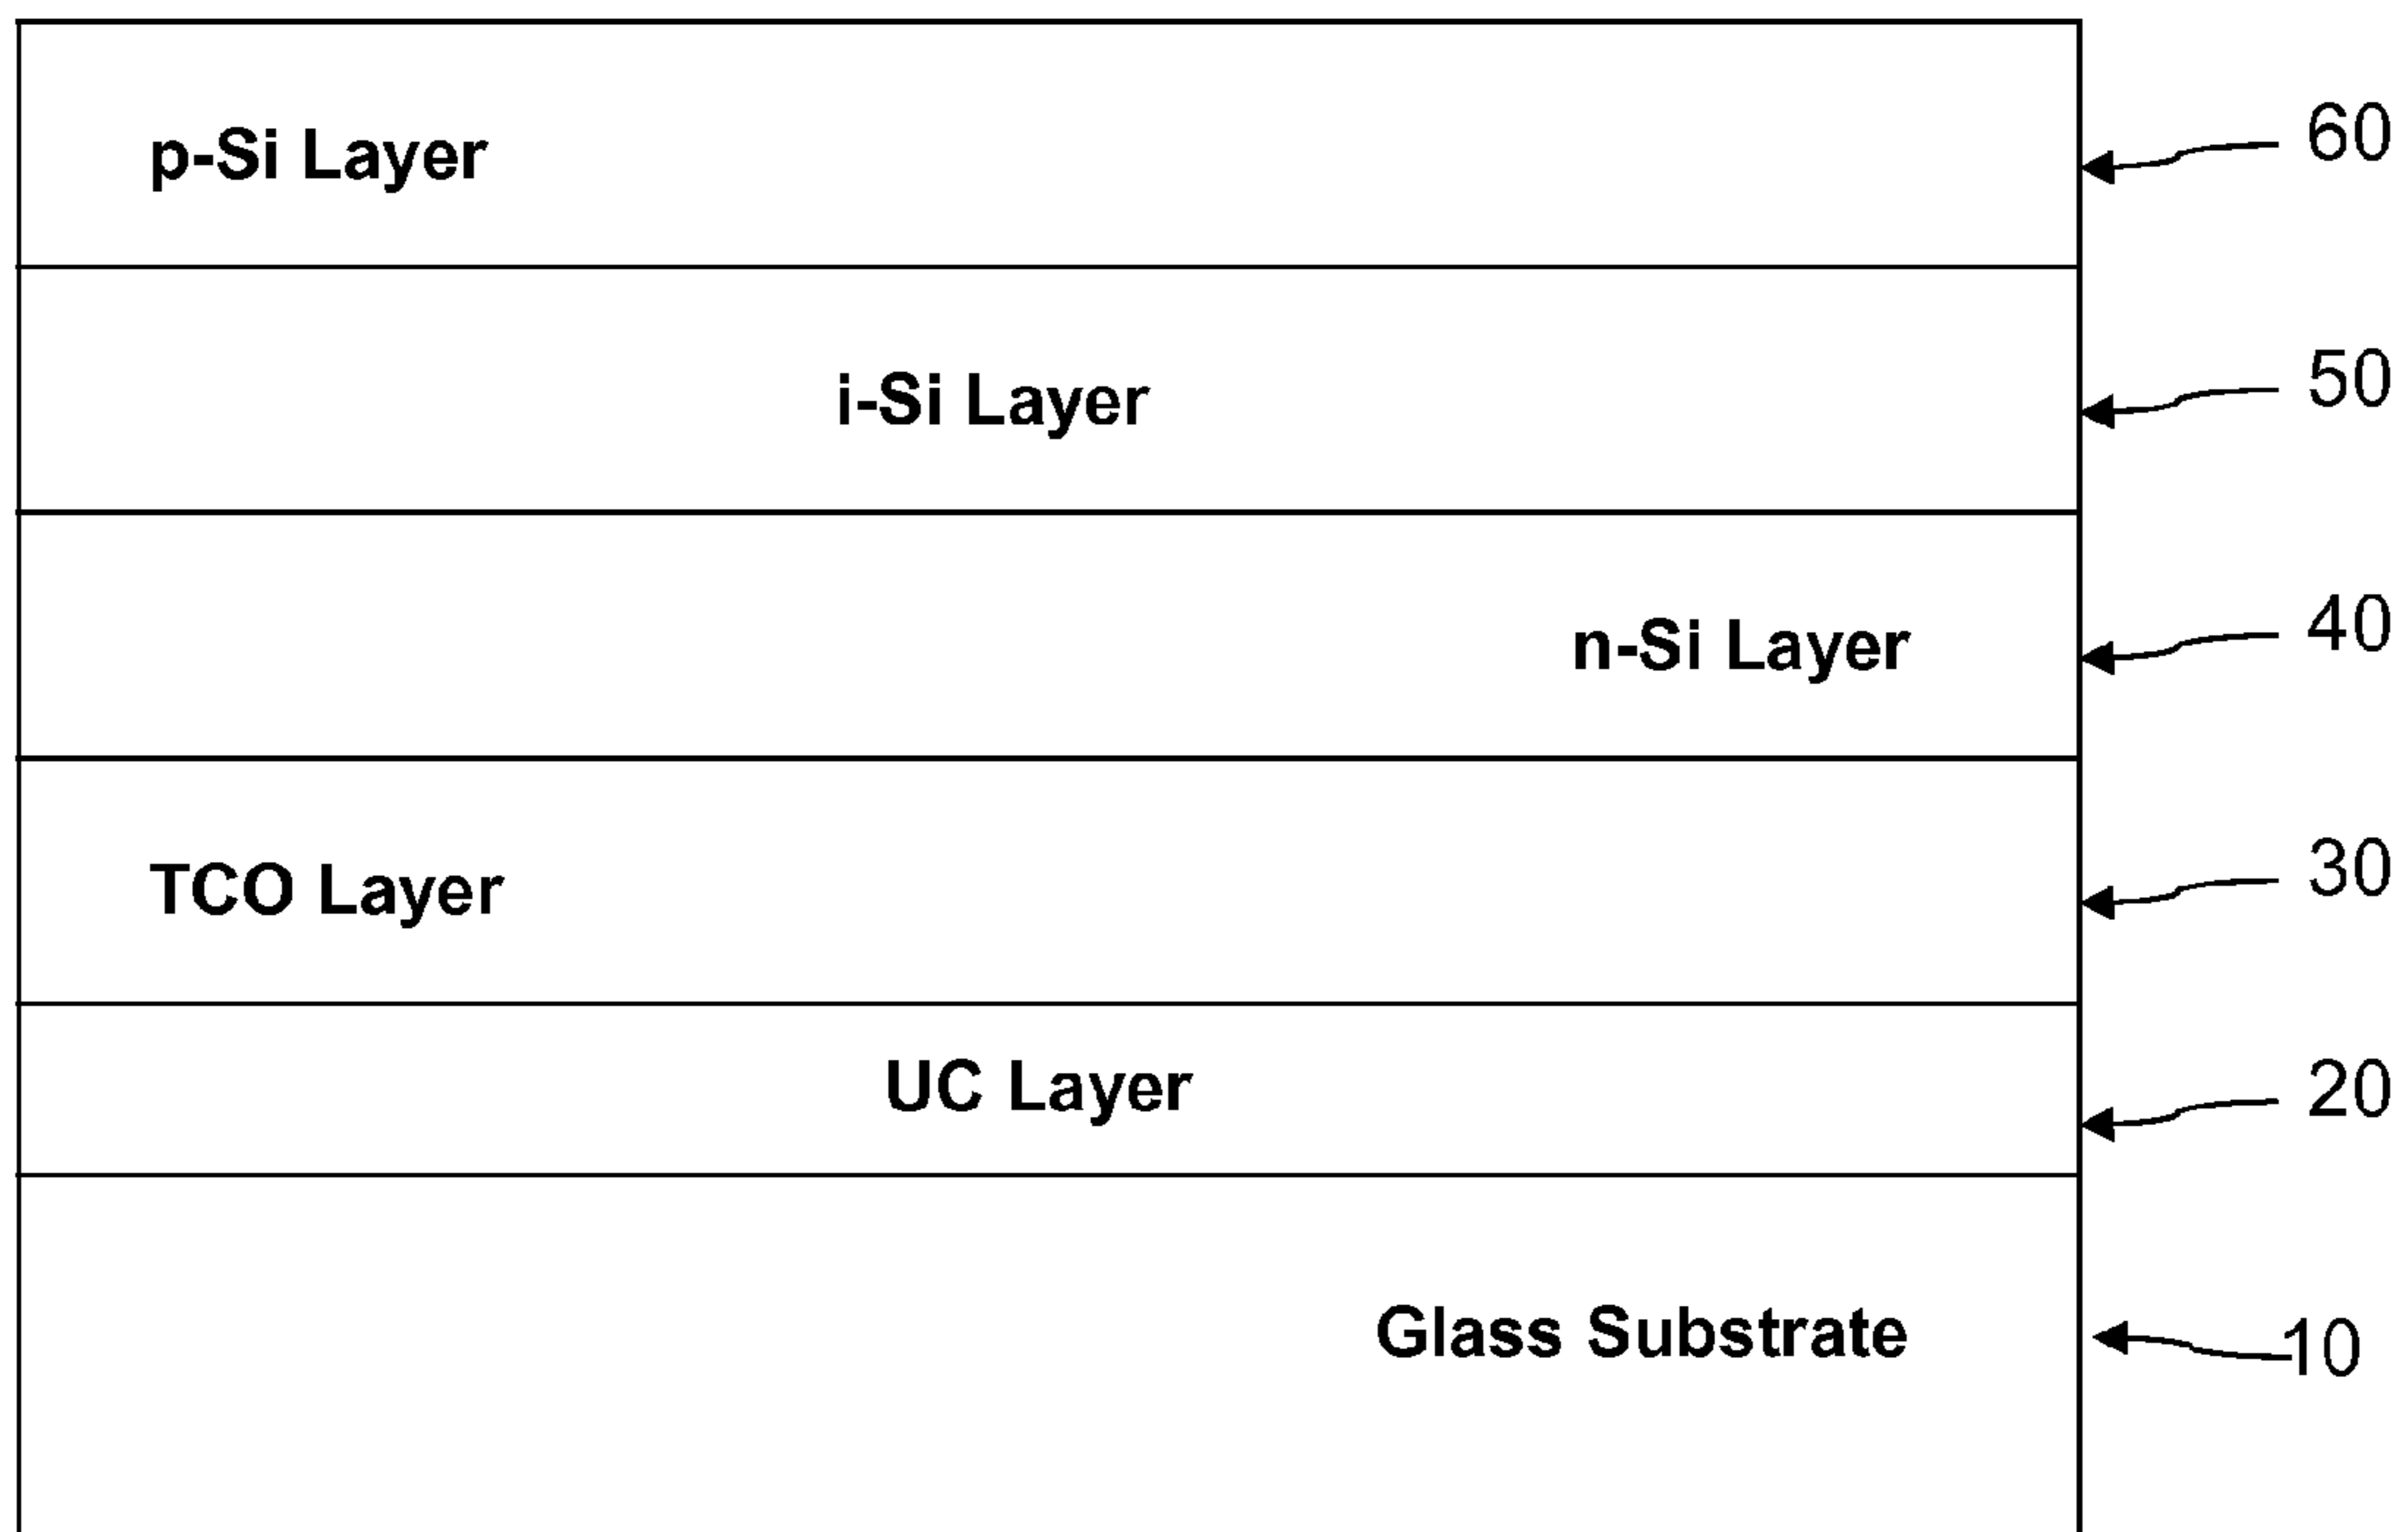 p-Si Layer
60
i-Si Layer
50
n-Si Layer
40
TCO Layer
30
UC Layer
20
Glass Substrate
10